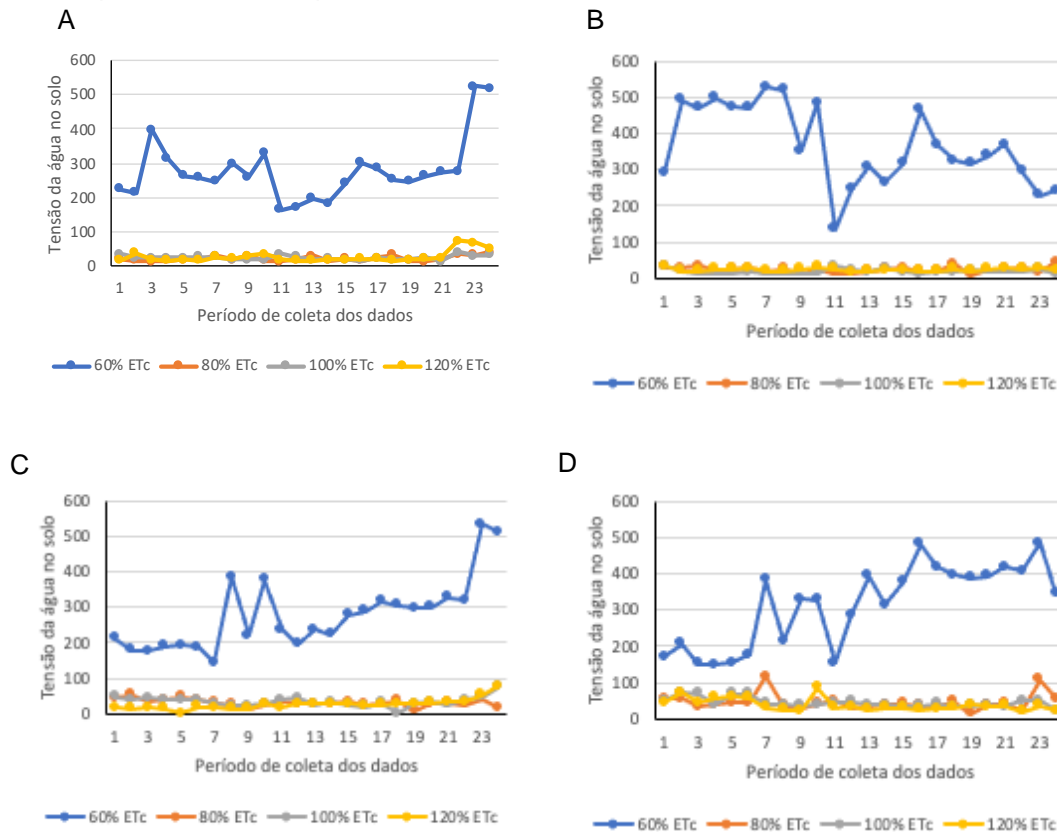 A
Tensão da água no solo
600
500
400
300
200
100
0
1 3 5 7 9 11 13 15 17 19 21 23
Período de coleta dos dados
60% ETc 80% ETc 100% ETc 120% ETc
B
Tensão da água no solo
600
500
400
300
200
100
0
1 3 5 7 9 11 13 15 17 19 21 23
Período de coleta dos dados
60% ETc 80% ETc 100% ETc 120% ETc
C
Tensão da água no solo
600
500
400
300
200
100
0
1 3 5 7 9 11 13 15 17 19 21 23
Período de coleta dos dados
60% ETc 80% ETc 100% ETc 120% ETc
D
Tensão da água no solo
600
500
400
300
200
100
0
1 3 5 7 9 11 13 15 17 19 21 23
Período de coleta dos dados
60% ETc 80% ETc 100% ETc 120% ETc